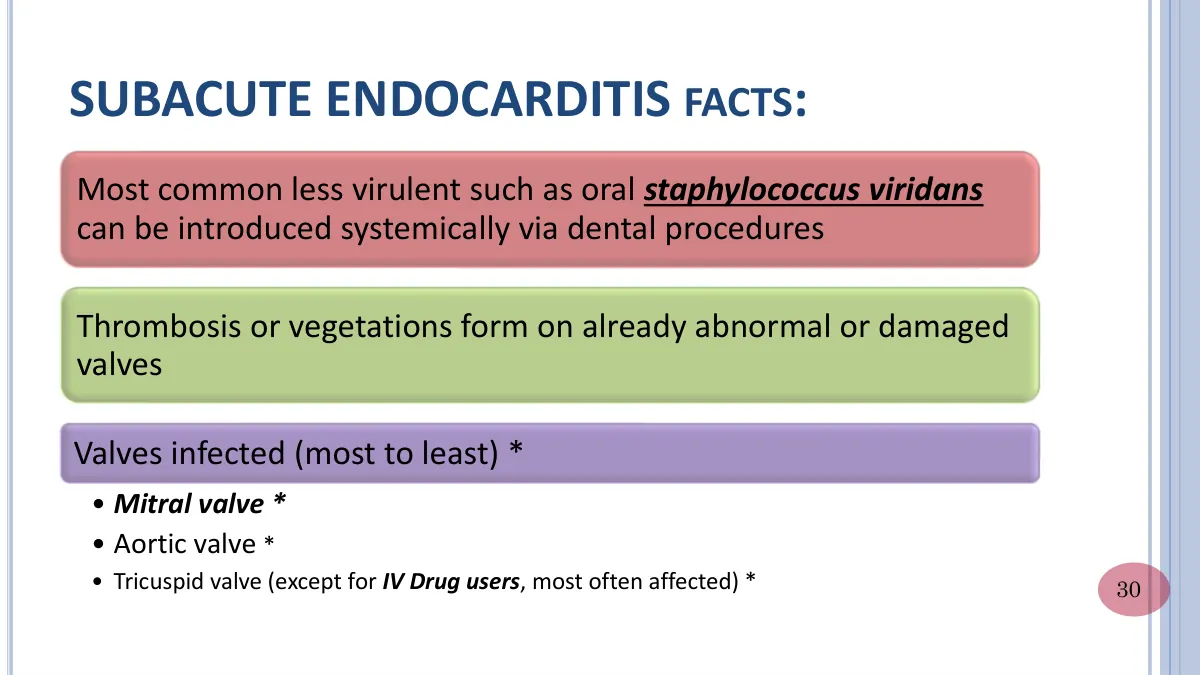 SUBACUTE ENDOCARDITIS FACTS:
Most common less virulent such as oral staphylococcus viridans
can be introduced systemically via dental procedures
Thrombosis or vegetations form on already abnormal or damaged
valves
Valves infected (most to least) *
• Mitral valve *
• Aortic valve *
• Tricuspid valve (except for IV Drug users, most often affected) *
30